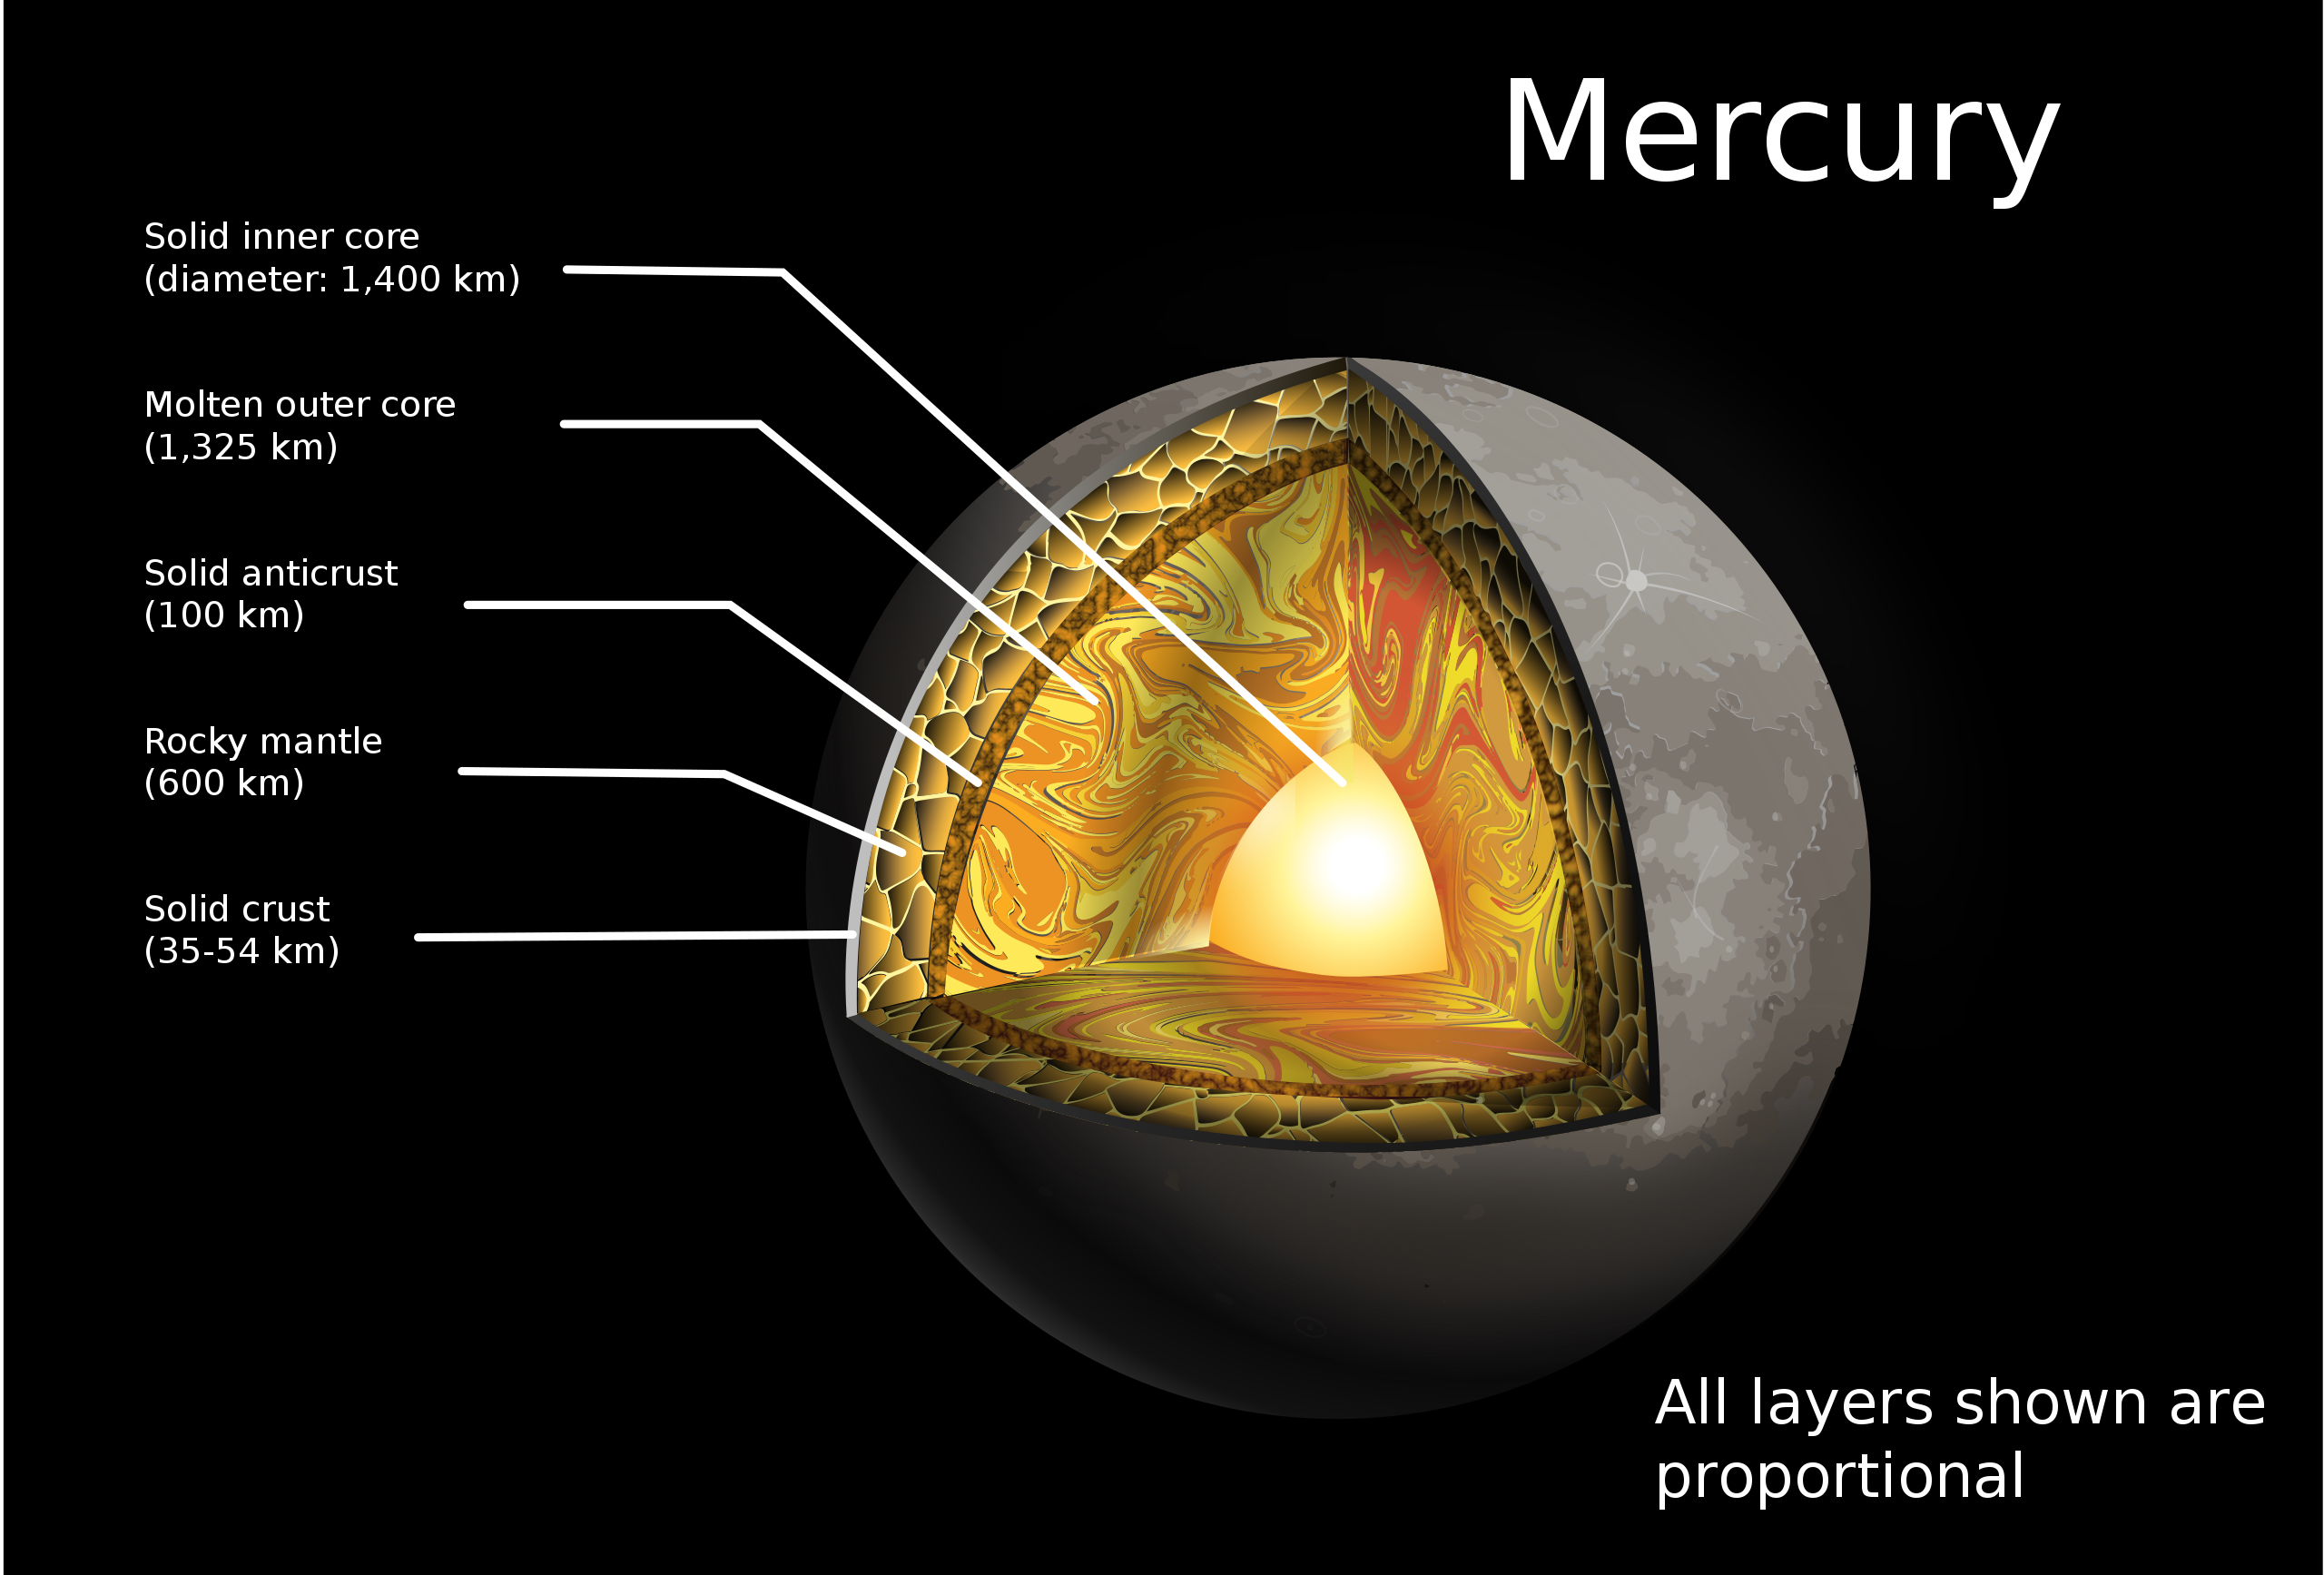 Mercury
Solid inner core
(diameter: 1,400 km)
Molten outer core
(1,325 km)
Solid anticrust
(100 km)
Rocky mantle
(600 km)
Solid crust
(35-54 km)
All layers shown are
proportional